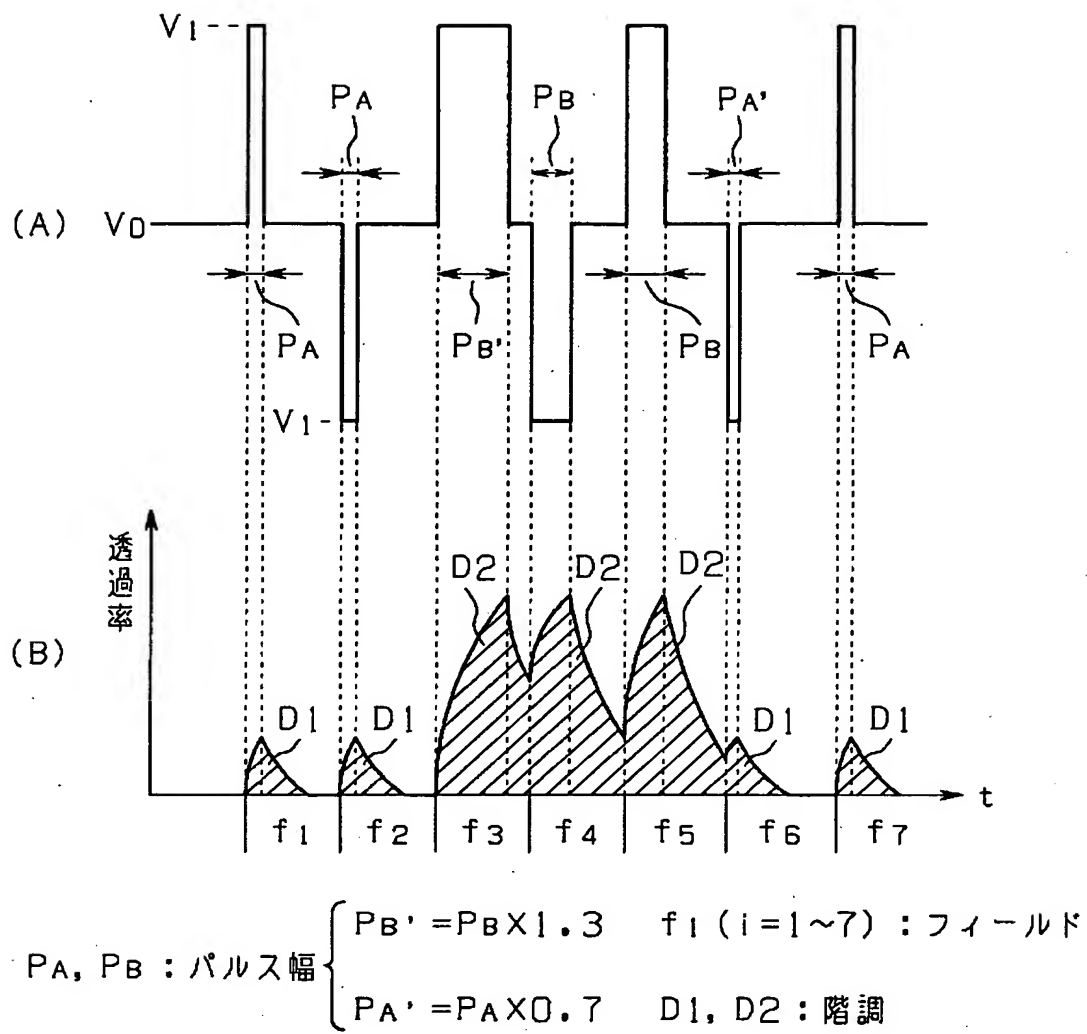 V1
PA
PB
PA'
(A)
V0
PA
PB'
PB
PA
V1
透過率
D2
D2
D2
(B)
D1
D1
D1
D1
t
f1
f2
f3
f4
f5
f6
f7
PB'=PB×1.3 fi(i=1~7):フィールド
PA, PB:パルス幅
PA'=PA×0.7 D1, D2:階調